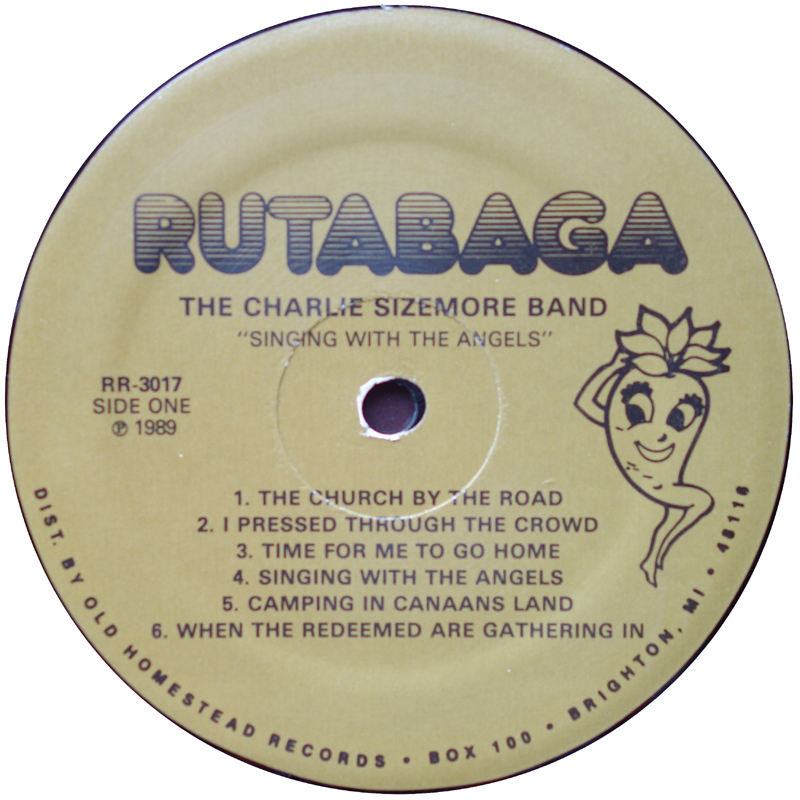 RUTABAGA
THE CHARLIE SIZEMORE BAND
"SINGING WITH THE ANGELS"
RR-3017
SIDE ONE
℗ 1989
1. THE CHURCH BY THE ROAD
2. I PRESSED THROUGH THE CROWD
3. TIME FOR ME TO GO HOME
4. SINGING WITH THE ANGELS
5. CAMPING IN CANAANS LAND
6. WHEN THE REDEEMED ARE GATHERING IN
DIST. BY OLD HOMESTEAD RECORDS • BOX 100 • BRIGHTON, MI • 48116